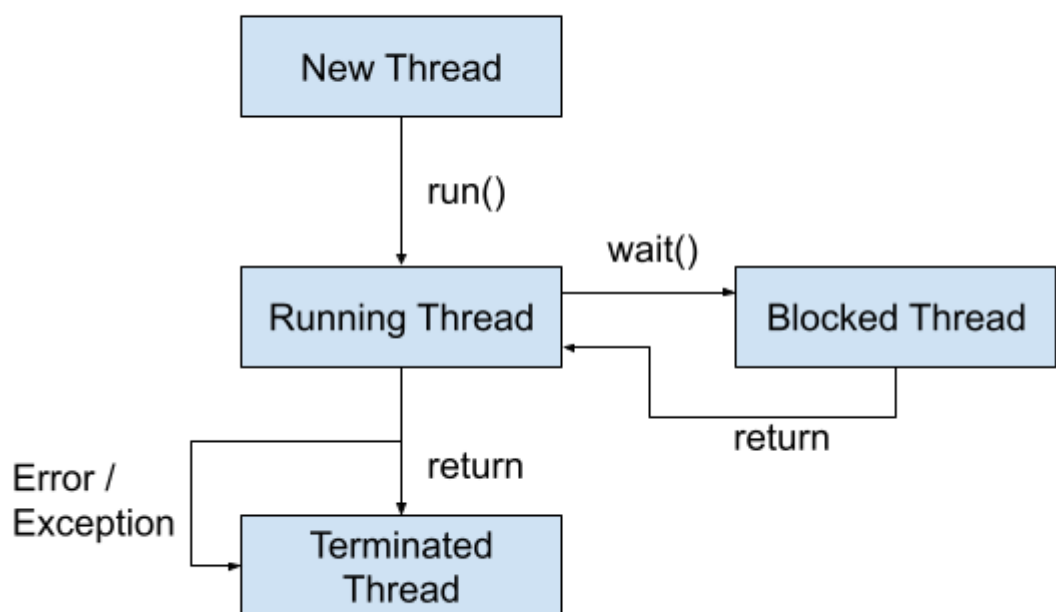 New Thread
run()
wait()
Running Thread
Blocked Thread
return
return
Error /
Exception
Terminated
Thread